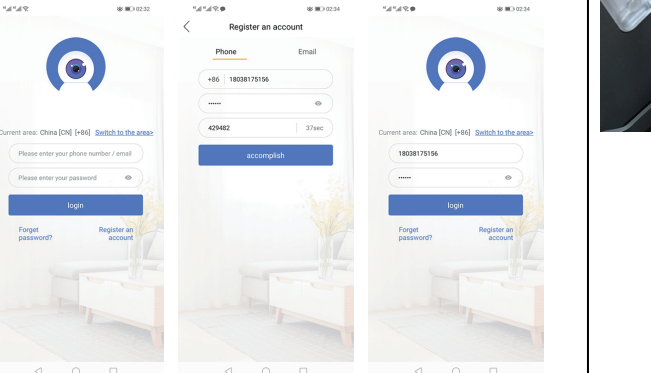 02:32
Current area: China [CN] [+86] Switch to the area>
Please enter your phone number / email
Please enter your password
login
Forget
password?
Register an
account
02:34
Register an account
Phone Email
+86 18038175156
••••••
429482 37sec
accomplish
02:34
Current area: China [CN] [+86] Switch to the area>
18038175156
••••••
login
Forget
password?
Register an
account